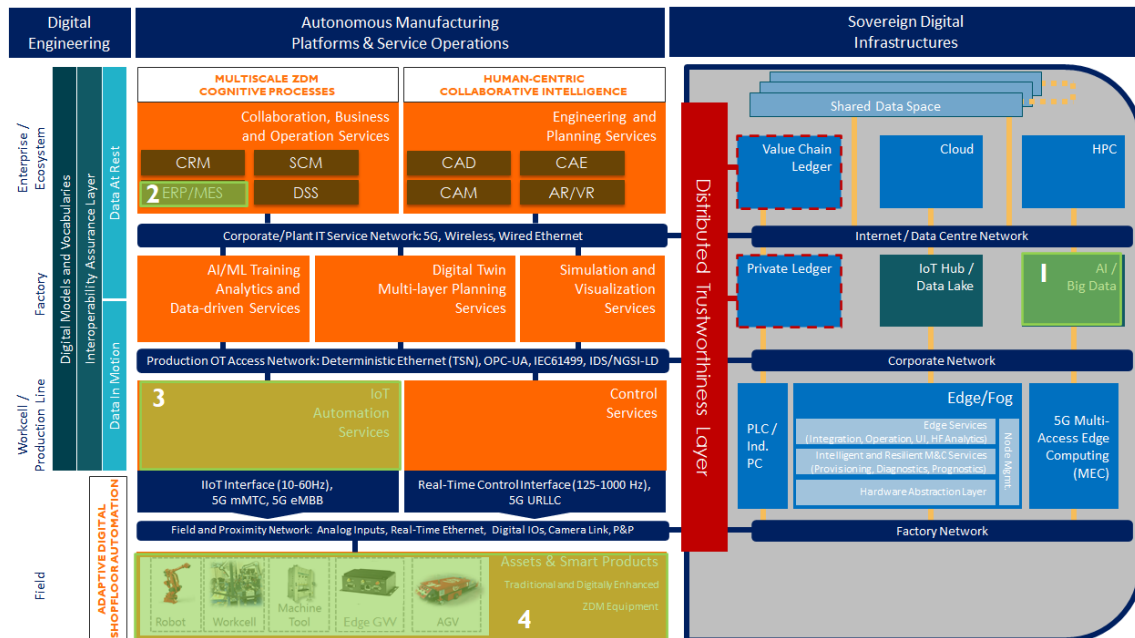 Digital
Engineering
Autonomous Manufacturing
Platforms & Service Operations
Sovereign Digital
Infrastructures
Enterprise /
Ecosystem
Factory
Workcell /
Production Line
Field
Digital Models and Vocabularies
Interoperability Assurance Layer
Data At Rest
Data In Motion
ADAPTIVE DIGITAL
SHOPFLOOR AUTOMATION
MULTISCALE ZDM
COGNITIVE PROCESSES
HUMAN-CENTRIC
COLLABORATIVE INTELLIGENCE
Collaboration, Business
and Operation Services
CRM
SCM
2
ERP/MES
DSS
Engineering and
Planning Services
CAD
CAE
CAM
AR/VR
Corporate/Plant IT Service Network: 5G, Wireless, Wired Ethernet
AI/ML Training
Analytics and
Data-driven Services
Digital Twin
Multi-layer Planning
Services
Simulation and
Visualization
Services
Production OT Access Network: Deterministic Ethernet (TSN), OPC-UA, IEC61499, IDS/NGSI-LD
3
IoT
Automation
Services
Control
Services
IIoT Interface (10-60Hz),
5G mMTC, 5G eMBB
Real-Time Control Interface (125-1000 Hz),
5G URLLC
Field and Proximity Network: Analog Inputs, Real-Time Ethernet, Digital IOs, Camera Link, P&P
Assets & Smart Products
Traditional and Digitally Enhanced
ZDM Equipment
4
Robot
Workcell
Machine
Tool
Edge GW
AGV
Distributed Trustworthiness
Layer
Shared Data Space
Value Chain
Ledger
Cloud
HPC
Internet / Data Centre Network
Private Ledger
IoT Hub /
Data Lake
1
AI /
Big Data
Corporate Network
PLC /
Ind.
PC
Edge/Fog
Edge Services
(Integration, Operation, UI, HF Analytics)
Intelligent and Resilient M&C Services
(Provisioning, Diagnostics, Prognostics)
Hardware Abstraction Layer
Node Mgmt.
5G Multi-
Access Edge
Computing
(MEC)
Factory Network